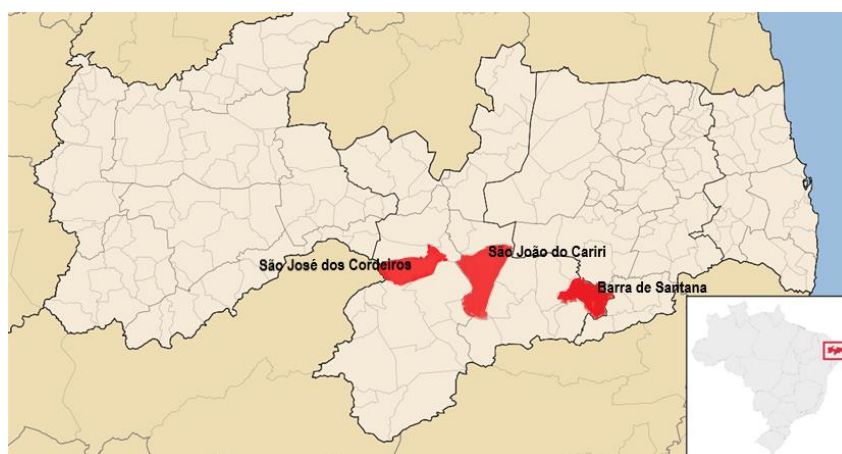 São João do Cariri
São José dos Cordeiros
Barra de Santana